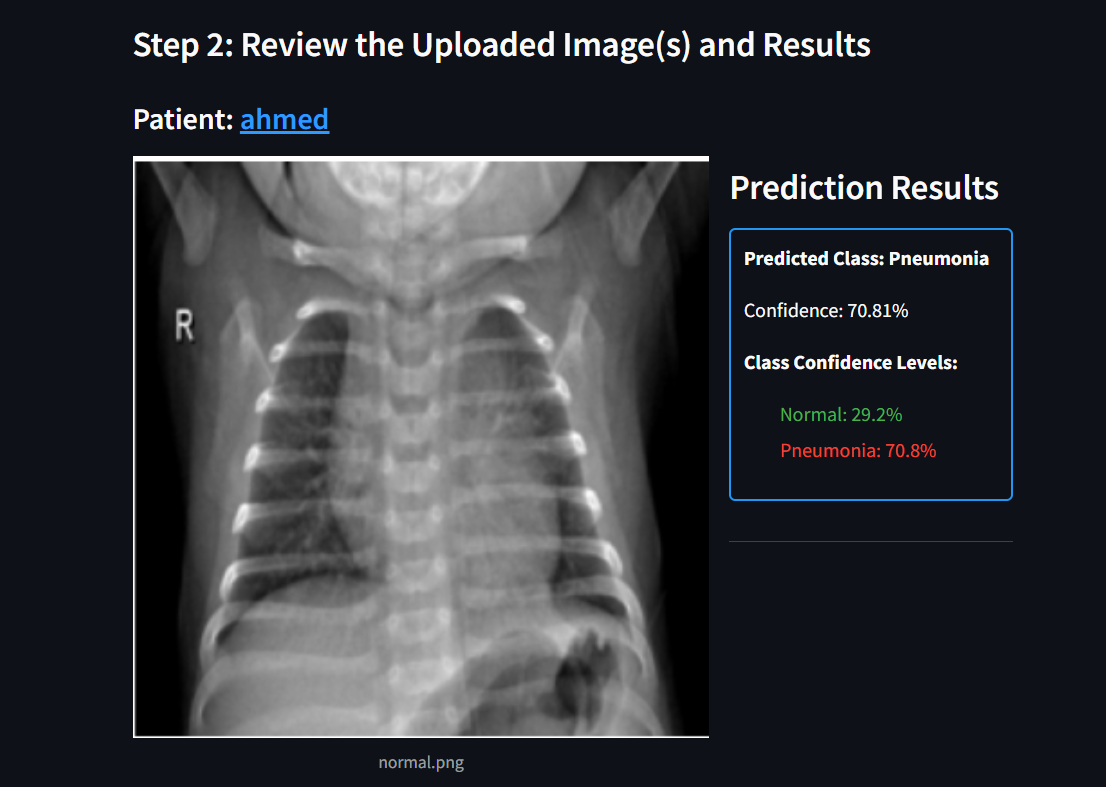 Step 2: Review the Uploaded Image(s) and Results
Patient: ahmed
R
normal.png
Prediction Results
Predicted Class: Pneumonia
Confidence: 70.81%
Class Confidence Levels:
Normal: 29.2%
Pneumonia: 70.8%